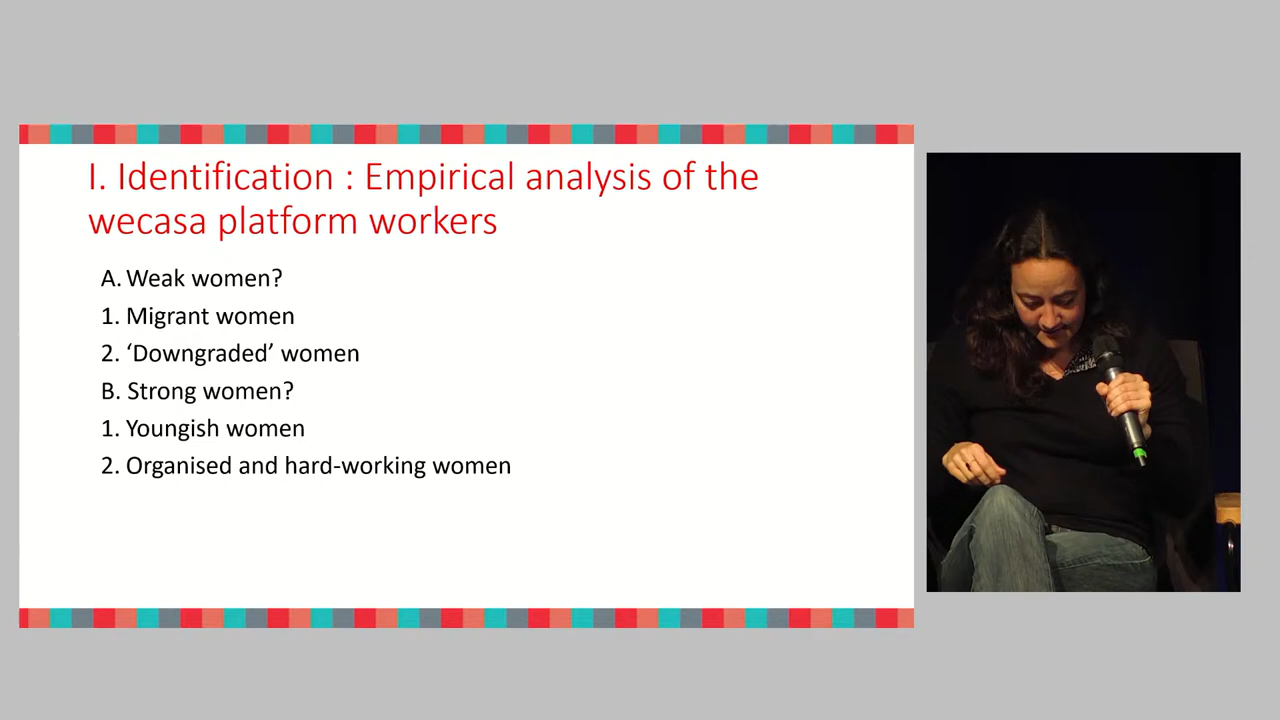 I. Identification : Empirical analysis of the
wecasa platform workers
A. Weak women?
1. Migrant women
2. ‘Downgraded’ women
B. Strong women?
1. Youngish women
2. Organised and hard-working women